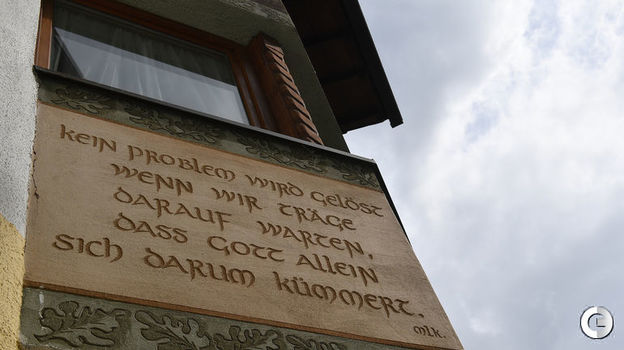 kein problem wird gelöst
wenn wir träge
darauf warten,
dass gott allein
sich darum kümmert.
mlk.